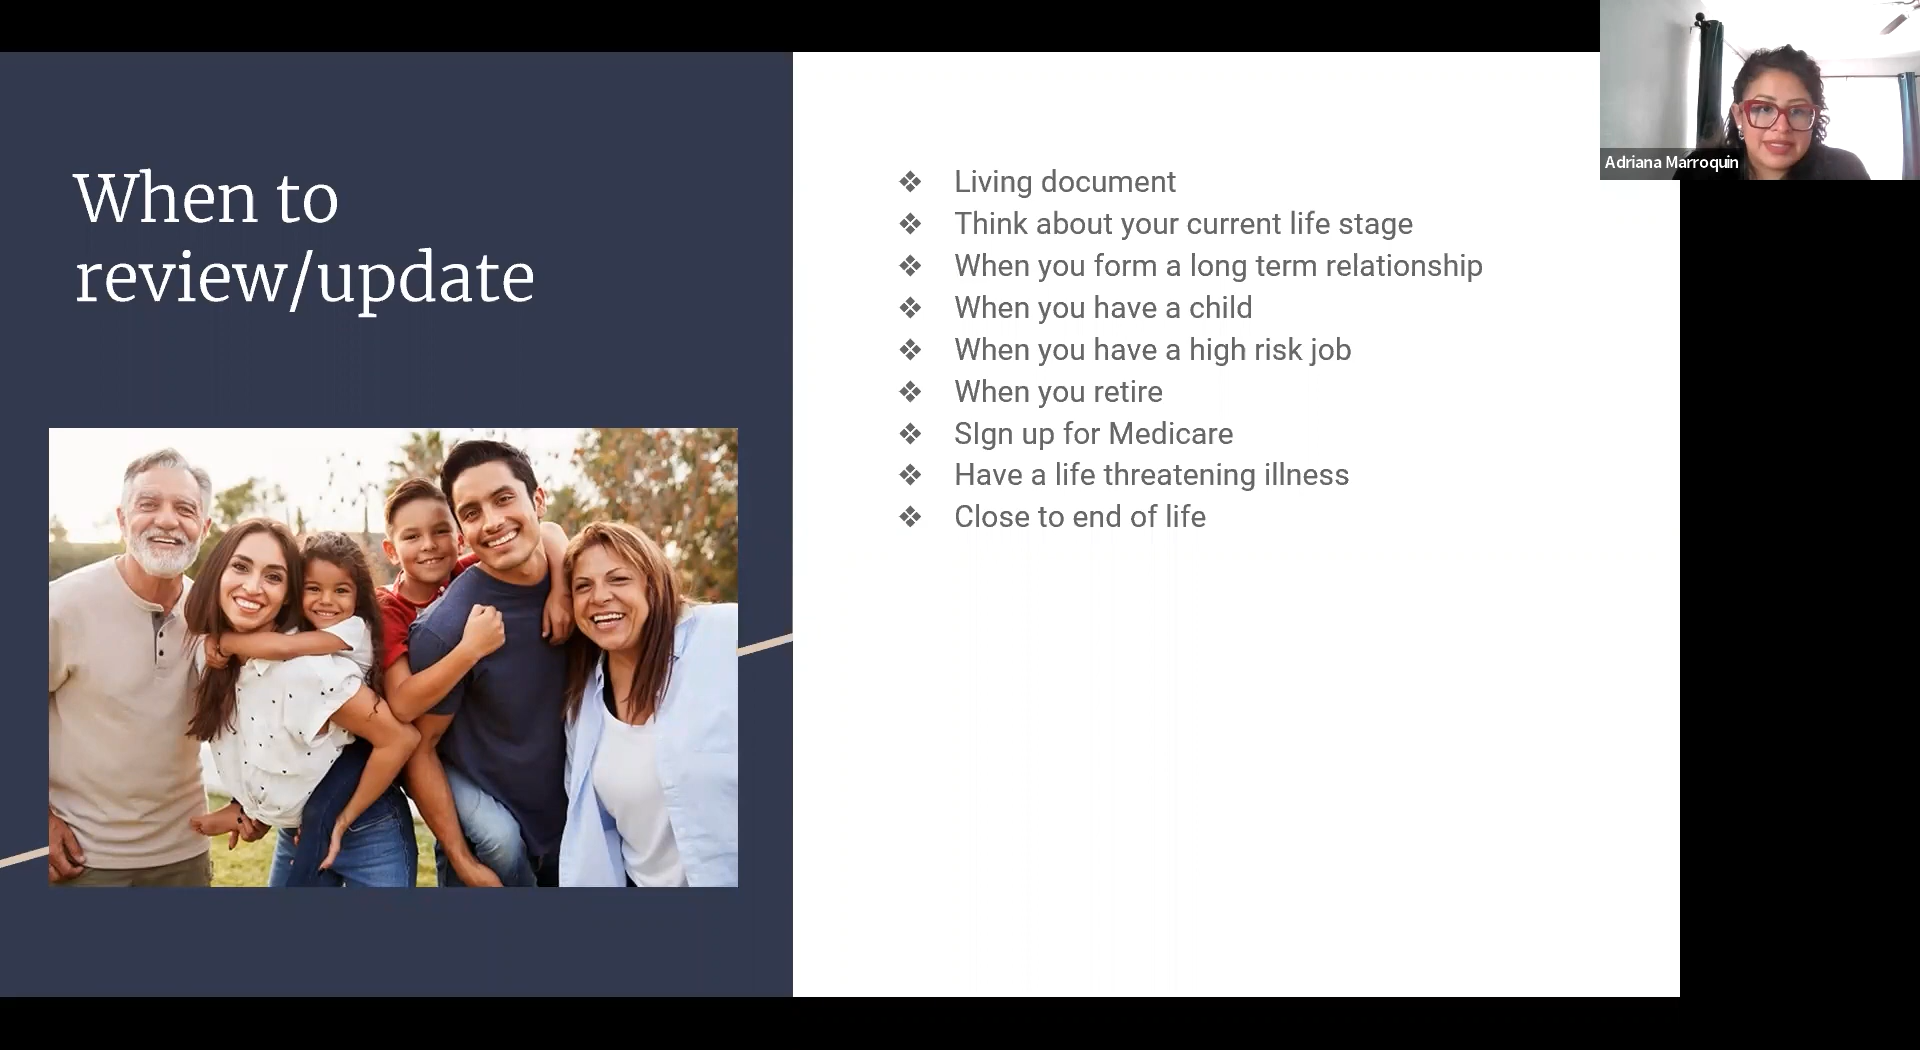 When to
review/update
❖ Living document
❖ Think about your current life stage
❖ When you form a long term relationship
❖ When you have a child
❖ When you have a high risk job
❖ When you retire
❖ SIgn up for Medicare
❖ Have a life threatening illness
❖ Close to end of life
Adriana Marroquin